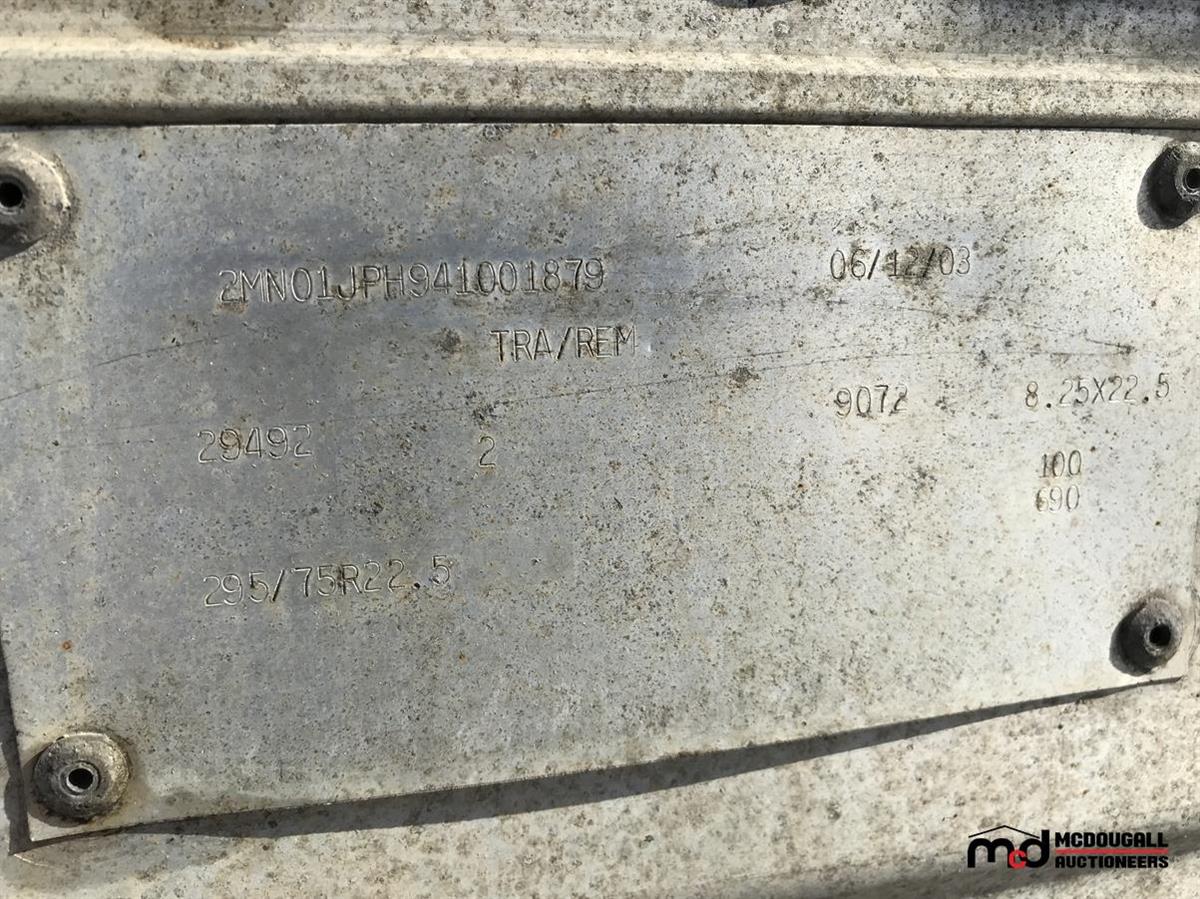 2MN01JPH941001879 06/12/03
TRA/REM
29492 2 9072 8.25X22.5
100
690
295/75R22.5
mcd MCDOUGALL
AUCTIONEERS